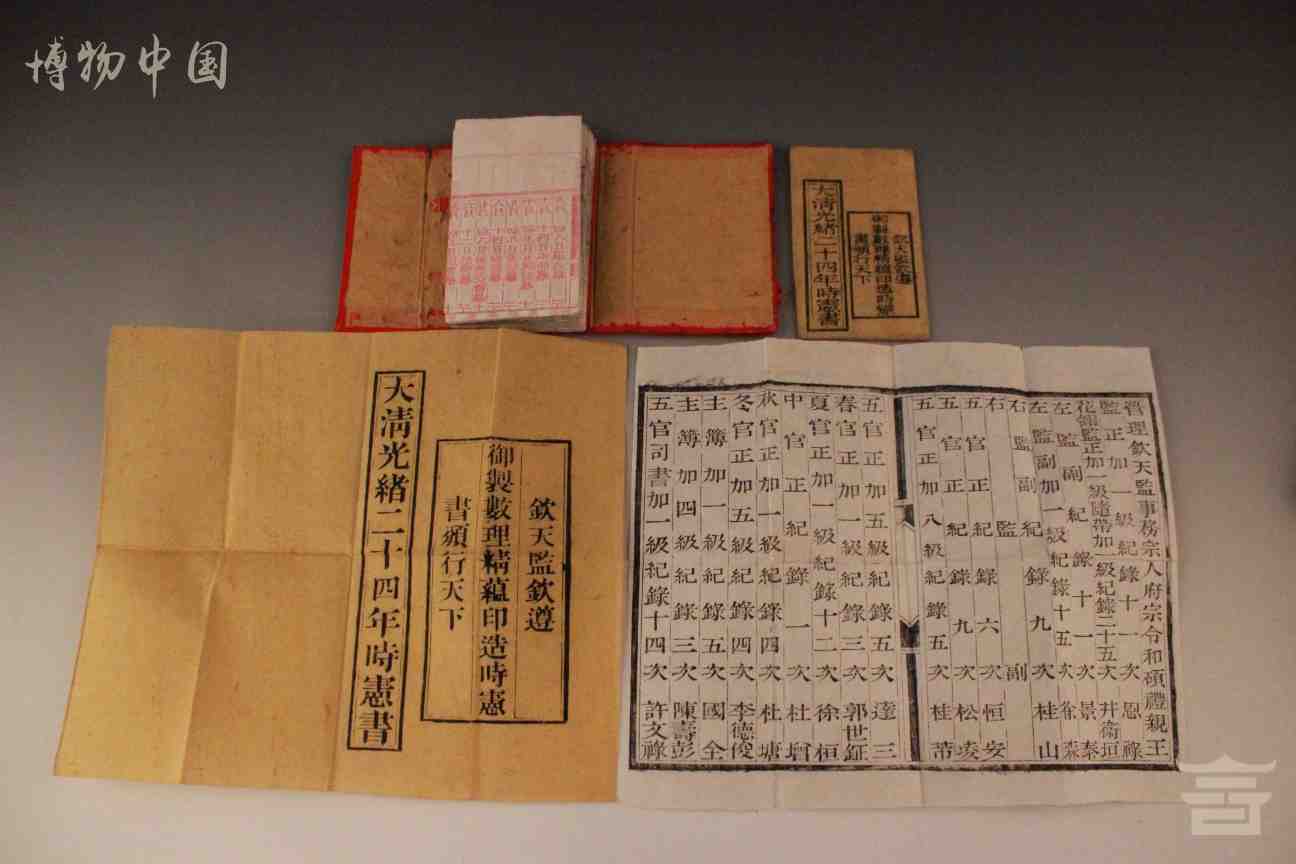 博物中国
大清光緒二十四年時憲書
欽天監欽遵
御製數理精蘊印造時憲
書頒行天下
欽天監欽遵
御製數理精蘊印造時憲
書頒行天下
大清光緒二十四年時憲書
管理欽天監事務宗人府宗令和碩禮親王
監正加一級紀錄十一次恩祿
花翎監正加一級隨帶加一級紀錄二十五次井衛垣
左監副紀錄十一次景泰
左監副加一級紀錄十五次徐森
右監副紀錄九次桂山
右監副
五官正紀錄六次恒安
五官正紀錄九次松凌
五官正加八級紀錄五次桂芾
五官正加五級紀錄五次達三
春官正加一級紀錄三次郭世鉦
夏官正加一級紀錄十二次徐桓
中官正紀錄一次杜增
秋官正加一級紀錄四次杜塘
冬官正加五級紀錄四次李德俊
主簿加一級紀錄五次國全
主簿加四級紀錄三次陳壽彭
五官司書加一級紀錄十四次許文祿